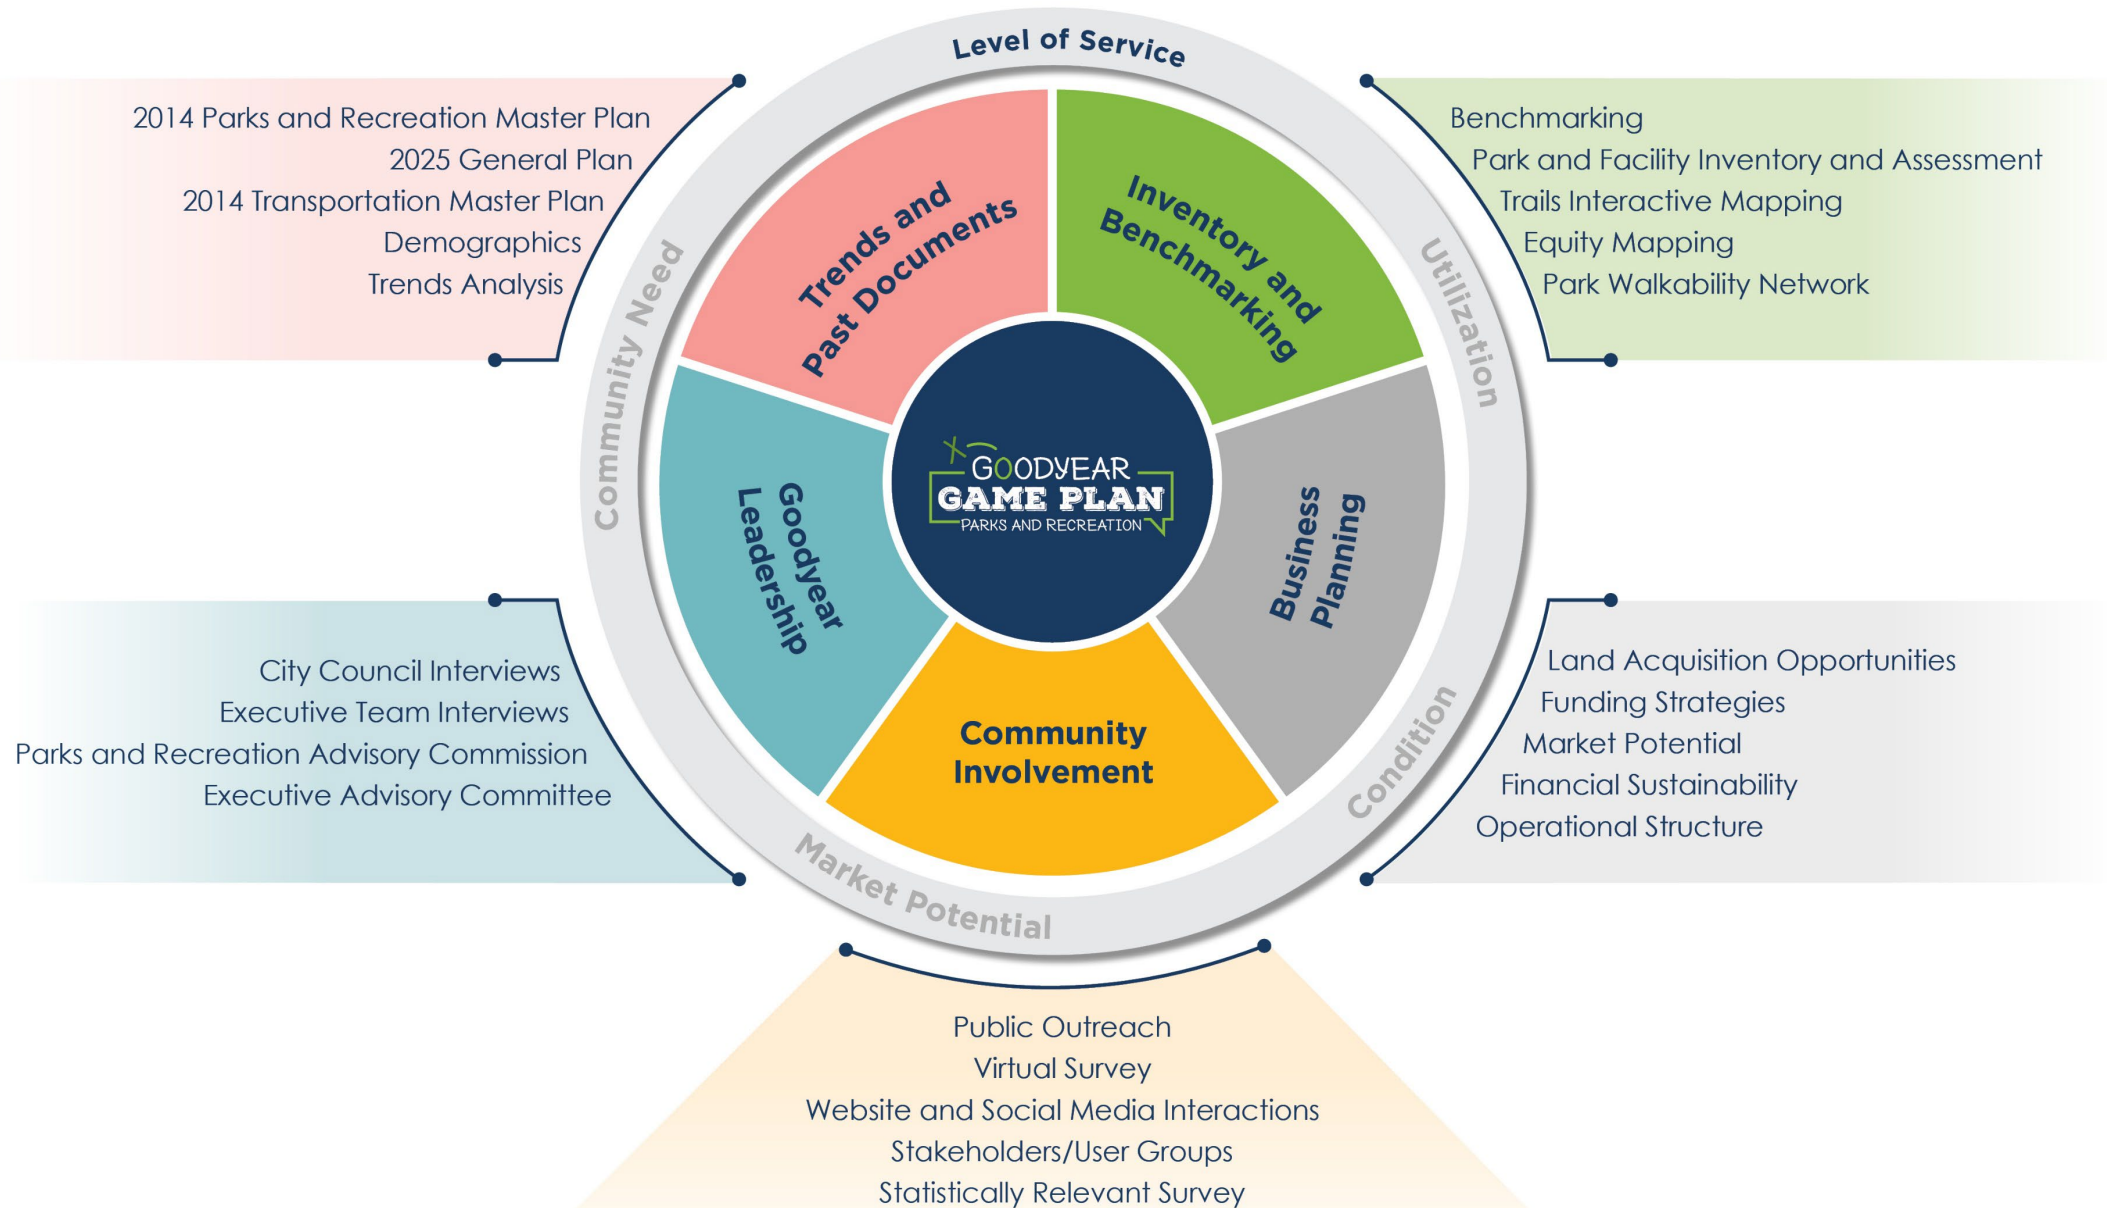 Level of Service
2014 Parks and Recreation Master Plan
2025 General Plan
2014 Transportation Master Plan
Demographics
Trends Analysis
Benchmarking
Park and Facility Inventory and Assessment
Trails Interactive Mapping
Equity Mapping
Park Walkability Network
Community Need
Utilization
Trends and
Past Documents
Inventory and
Benchmarking
GOODYEAR
GAME PLAN
PARKS AND RECREATION
Goodyear
Leadership
Business
Planning
Community
Involvement
Condition
Market Potential
City Council Interviews
Executive Team Interviews
Parks and Recreation Advisory Commission
Executive Advisory Committee
Land Acquisition Opportunities
Funding Strategies
Market Potential
Financial Sustainability
Operational Structure
Public Outreach
Virtual Survey
Website and Social Media Interactions
Stakeholders/User Groups
Statistically Relevant Survey